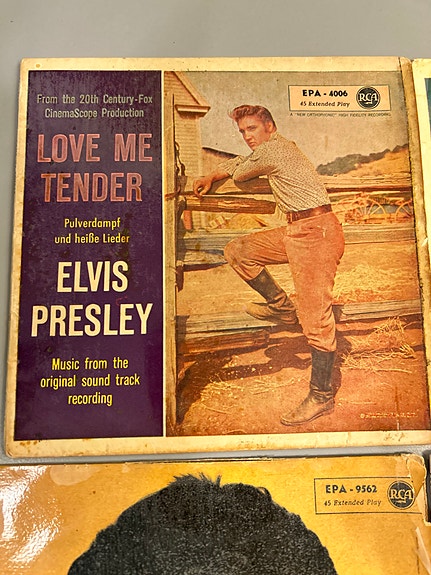 From the 20th Century-Fox
CinemaScope Production
LOVE ME
TENDER
Pulverdampf
und heiße Lieder
ELVIS
PRESLEY
Music from the
original sound track
recording
EPA - 4006
45 Extended Play
RCA
A "NEW ORTHOPHONIC" HIGH FIDELITY RECORDING
EPA - 9562
45 Extended Play
RCA